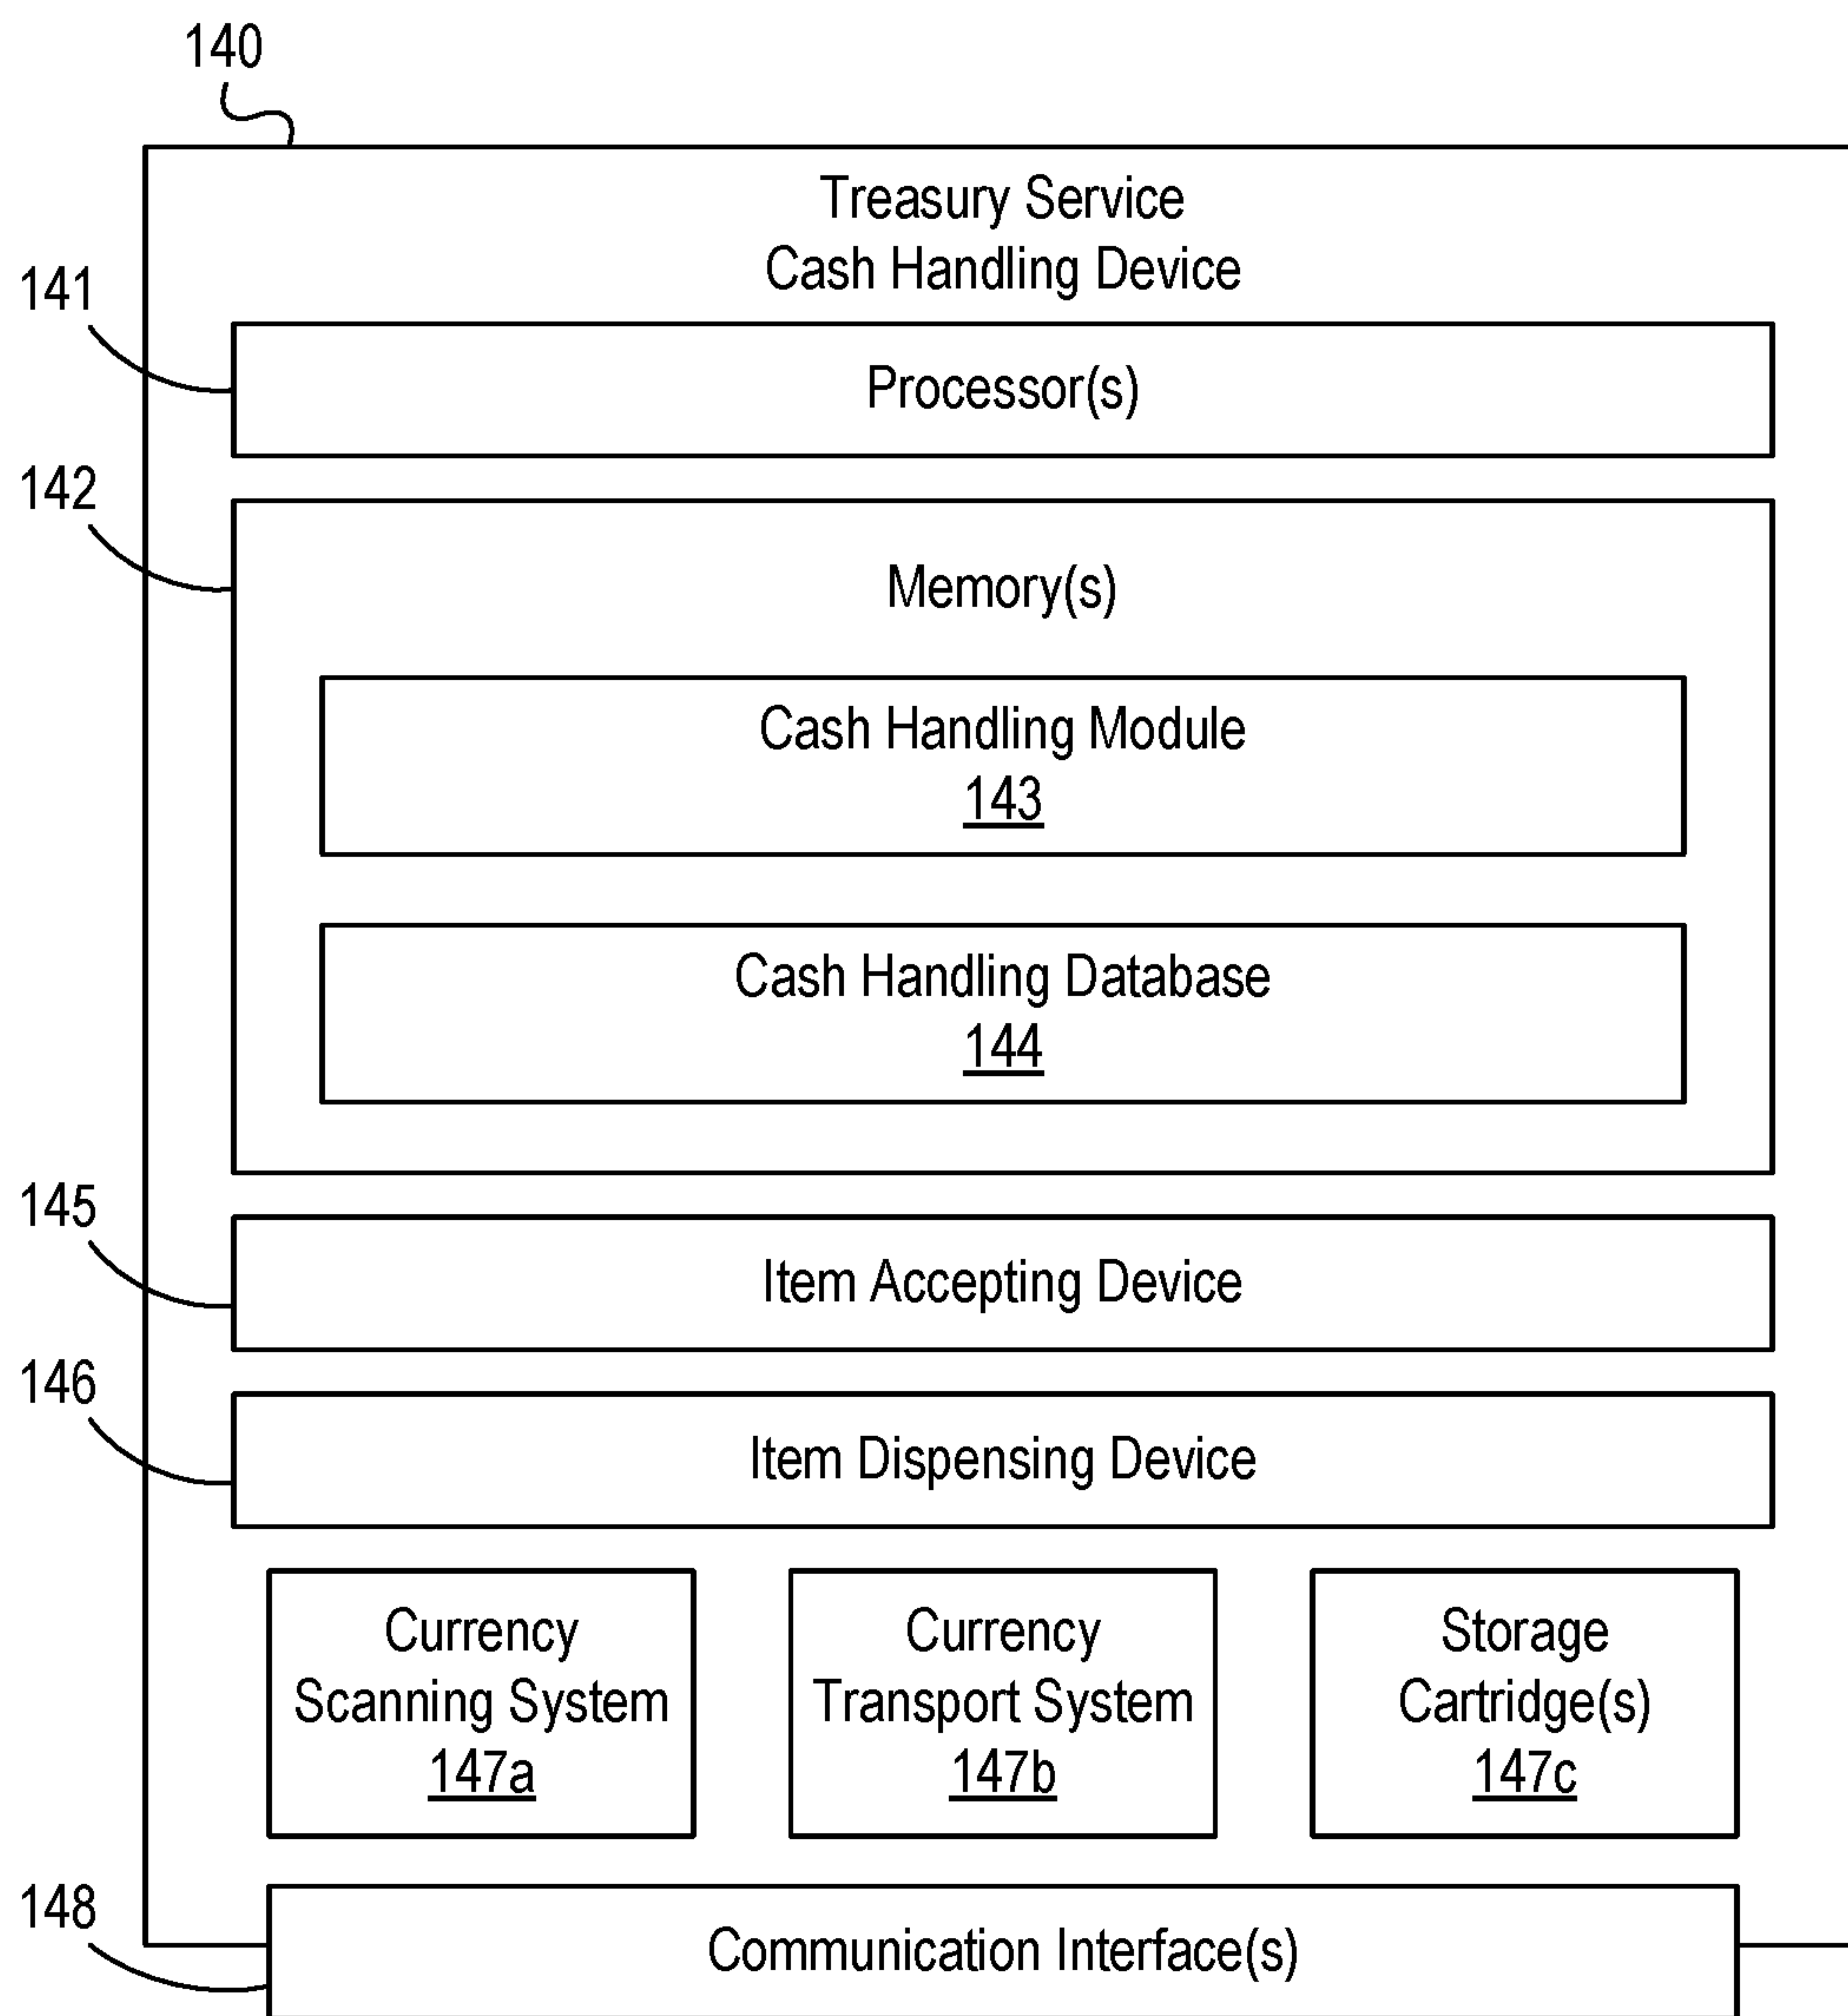 140
Treasury Service
Cash Handling Device
141
Processor(s)
142
Memory(s)
Cash Handling Module
143
Cash Handling Database
144
145
Item Accepting Device
146
Item Dispensing Device
Currency
Scanning System
147a
Currency
Transport System
147b
Storage
Cartridge(s)
147c
148
Communication Interface(s)